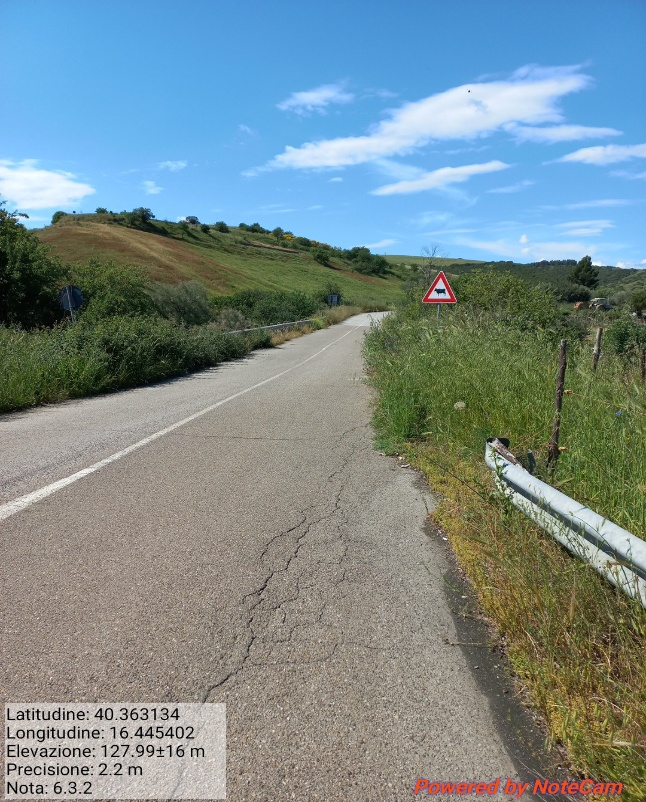 Latitudine: 40.363134
Longitudine: 16.445402
Elevazione: 127.99±16 m
Precisione: 2.2 m
Nota: 6.3.2
Powered by NoteCam